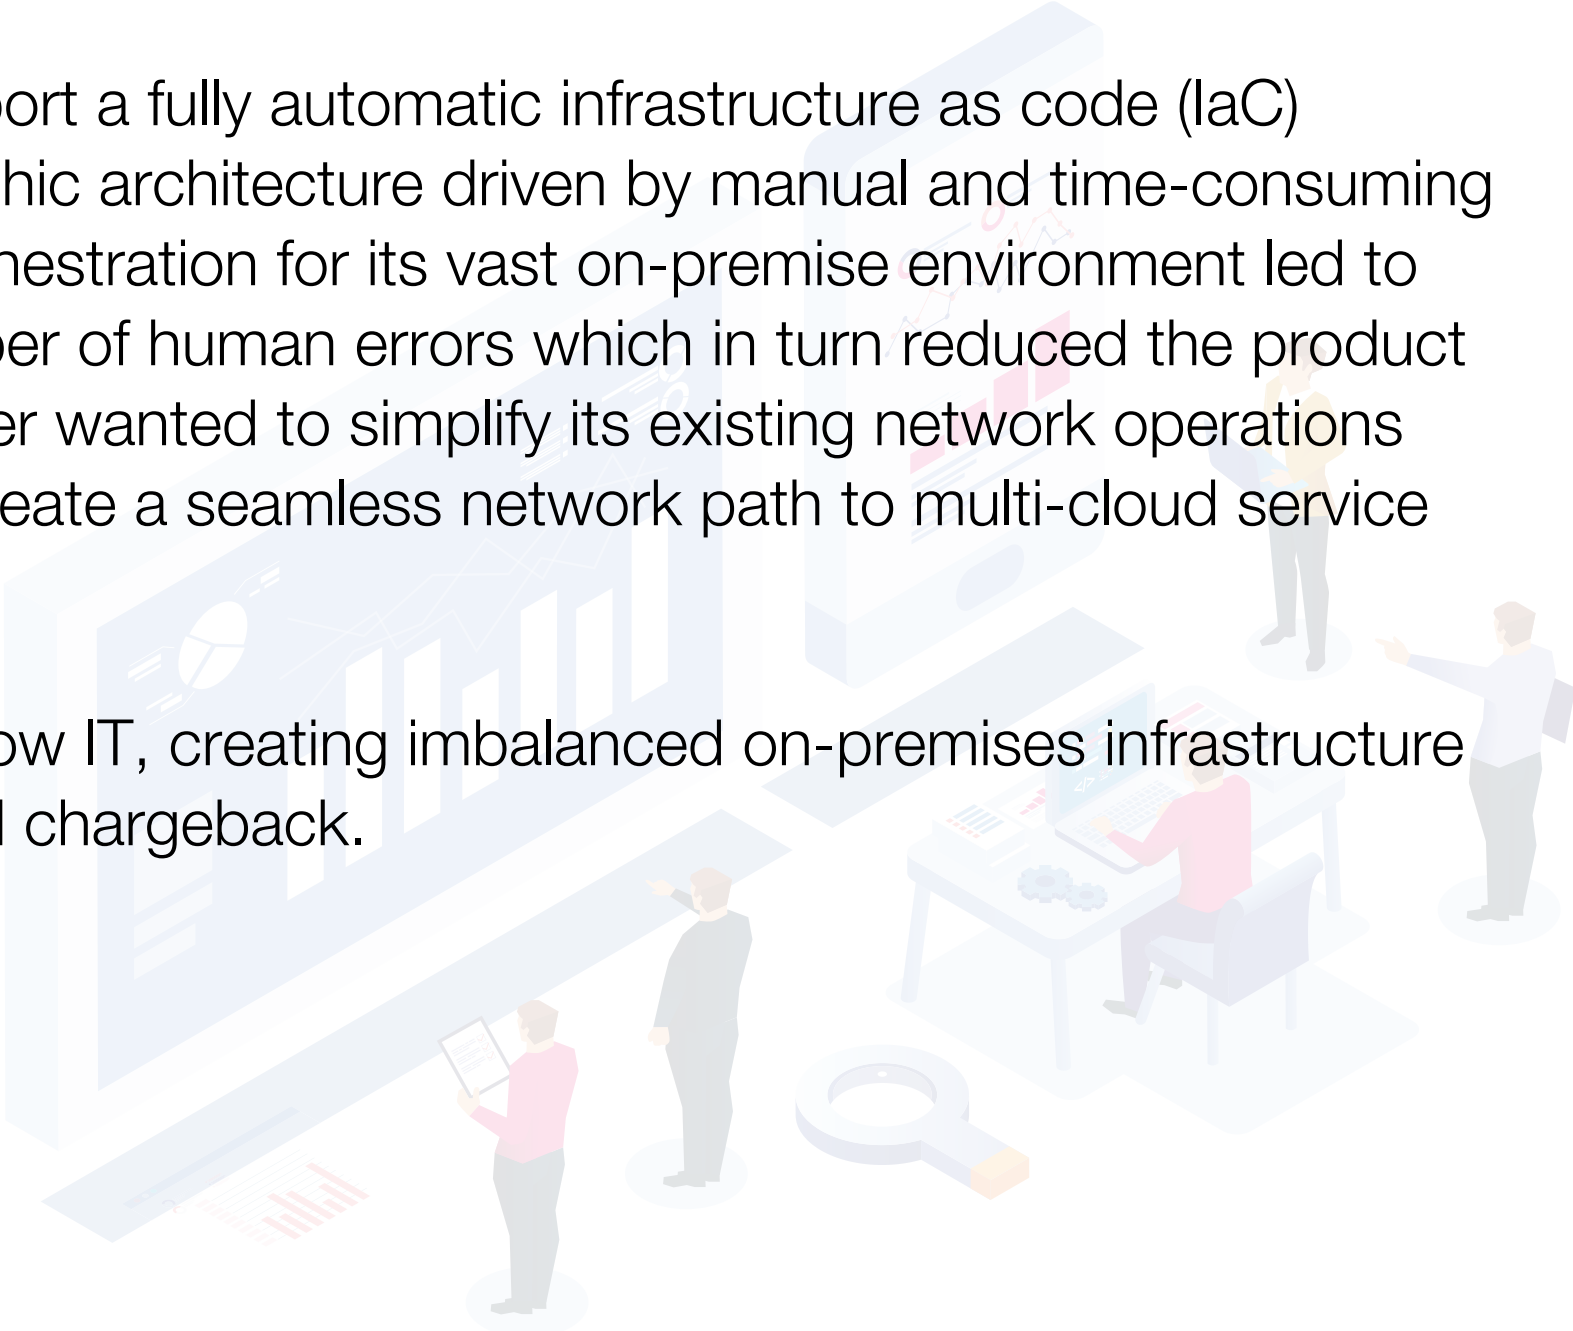 ort a fully automatic infrastructure as code (IaC)
hic architecture driven by manual and time-consuming
nestration for its vast on-premise environment led to
ber of human errors which in turn reduced the product
er wanted to simplify its existing network operations
eate a seamless network path to multi-cloud service
ow IT, creating imbalanced on-premises infrastructure
chargeback.